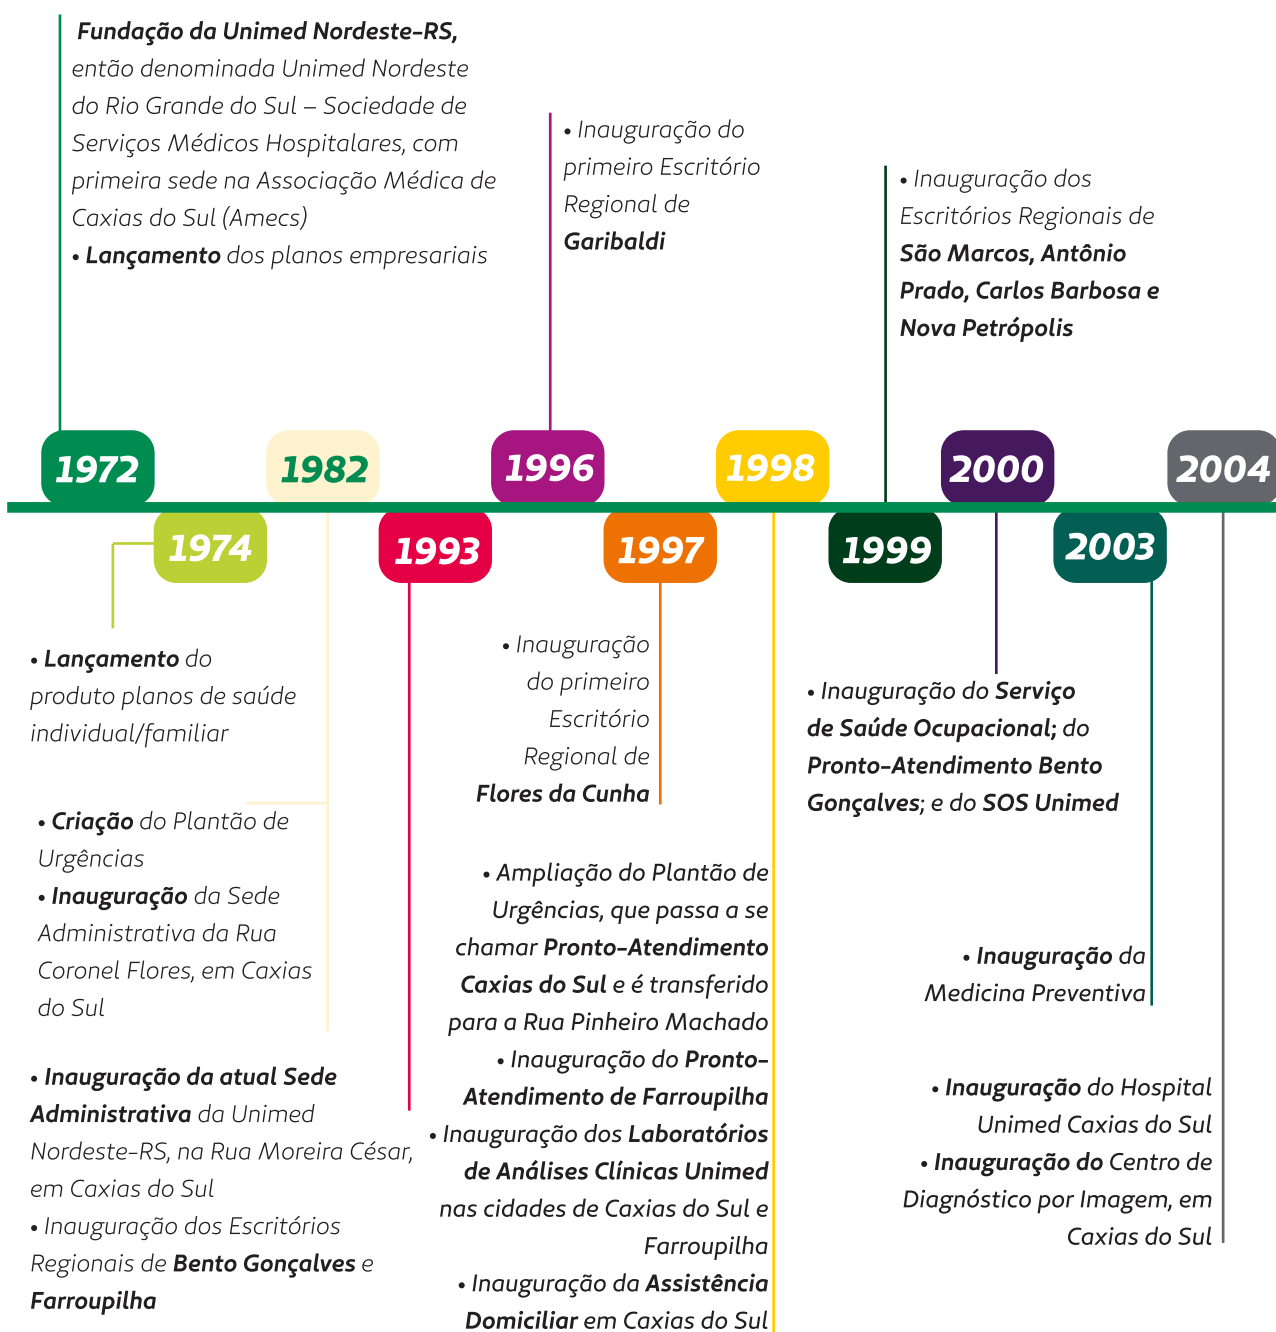 Fundação da Unimed Nordeste-RS,
então denominada Unimed Nordeste
do Rio Grande do Sul – Sociedade de
Serviços Médicos Hospitalares, com
primeira sede na Associação Médica de
Caxias do Sul (Amecs)
• Lançamento dos planos empresariais
• Inauguração do
primeiro Escritório
Regional de
Garibaldi
• Inauguração dos
Escritórios Regionais de
São Marcos, Antônio
Prado, Carlos Barbosa e
Nova Petrópolis
1972
1982
1996
1998
2000
2004
1974
1993
1997
1999
2003
• Lançamento do
produto planos de saúde
individual/familiar
• Criação do Plantão de
Urgências
• Inauguração da Sede
Administrativa da Rua
Coronel Flores, em Caxias
do Sul
• Inauguração da atual Sede
Administrativa da Unimed
Nordeste-RS, na Rua Moreira César,
em Caxias do Sul
• Inauguração dos Escritórios
Regionais de Bento Gonçalves e
Farroupilha
• Inauguração
do primeiro
Escritório
Regional de
Flores da Cunha
• Ampliação do Plantão de
Urgências, que passa a se
chamar Pronto-Atendimento
Caxias do Sul e é transferido
para a Rua Pinheiro Machado
• Inauguração do Pronto-
Atendimento de Farroupilha
• Inauguração dos Laboratórios
de Análises Clínicas Unimed
nas cidades de Caxias do Sul e
Farroupilha
• Inauguração da Assistência
Domiciliar em Caxias do Sul
• Inauguração do Serviço
de Saúde Ocupacional; do
Pronto-Atendimento Bento
Gonçalves; e do SOS Unimed
• Inauguração da
Medicina Preventiva
• Inauguração do Hospital
Unimed Caxias do Sul
• Inauguração do Centro de
Diagnóstico por Imagem, em
Caxias do Sul